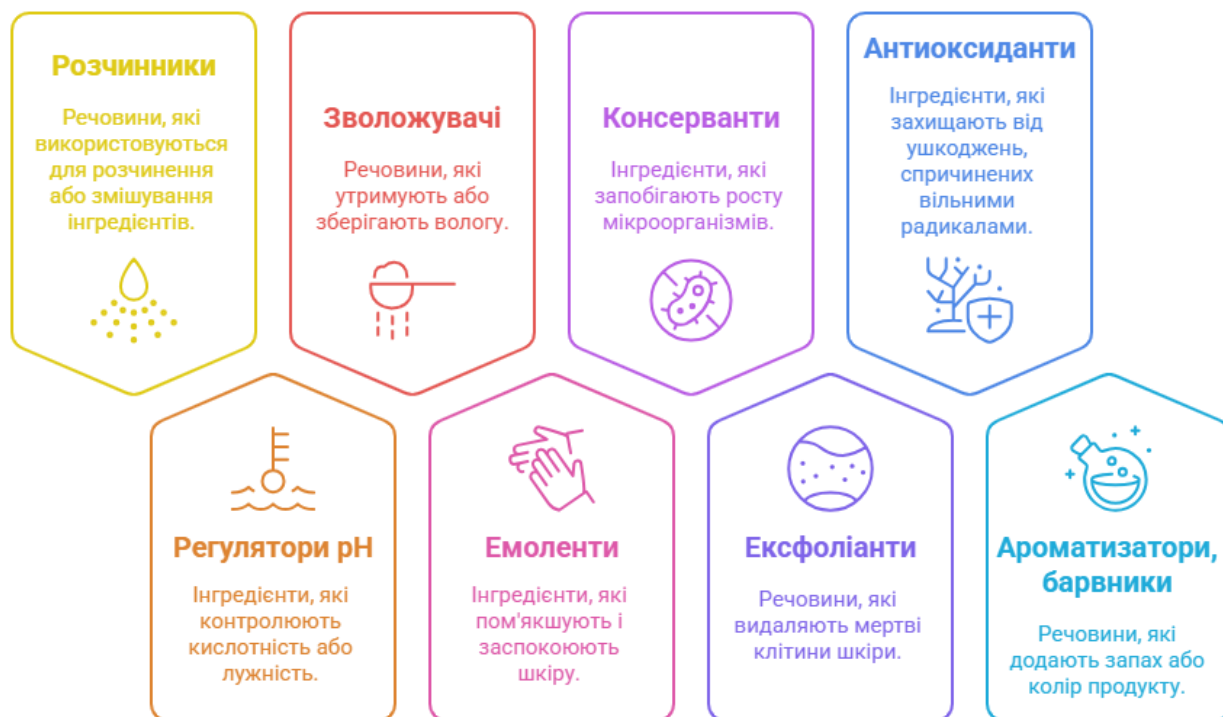 Розчинники
Речовини, які
використовуються
для розчинення
або змішування
інгредієнтів.
Зволожувачі
Речовини, які
утримують або
зберігають вологу.
Консерванти
Інгредієнти, які
запобігають росту
мікроорганізмів.
Антиоксиданти
Інгредієнти, які
захищають від
ушкоджень,
спричинених
вільними
радикалами.
Регулятори pH
Інгредієнти, які
контролюють
кислотність або
лужність.
Емоленти
Інгредієнти, які
пом'якшують і
заспокоюють
шкіру.
Ексфоліанти
Речовини, які
видаляють мертві
клітини шкіри.
Ароматизатори,
барвники
Речовини, які
додають запах або
колір продукту.